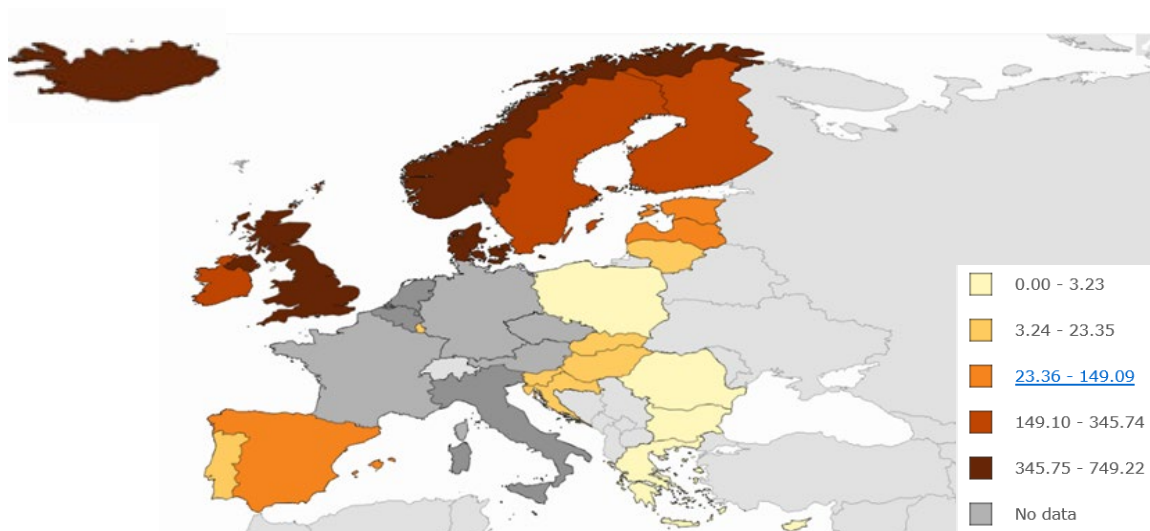 0.00 - 3.23
3.24 - 23.35
23.36 - 149.09
149.10 - 345.74
345.75 - 749.22
No data